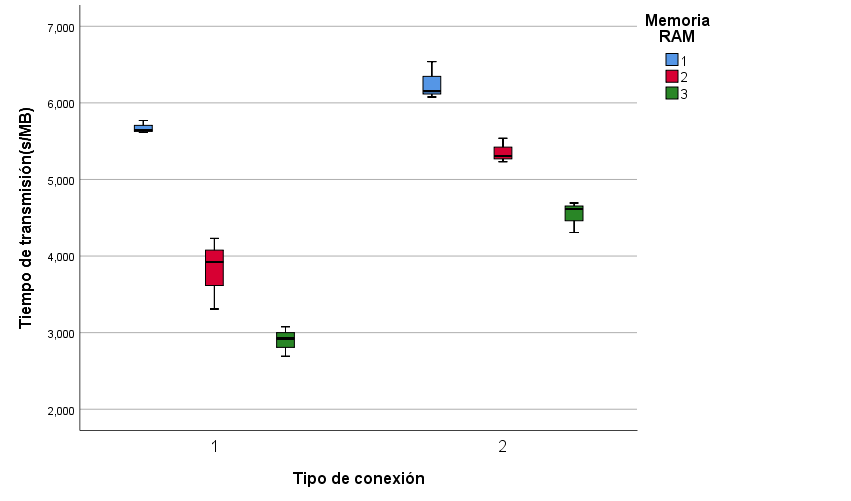 Memoria
RAM
1
2
3
7,000
6,000
5,000
4,000
3,000
2,000
Tiempo de transmisión(s/MB)
1
2
Tipo de conexión